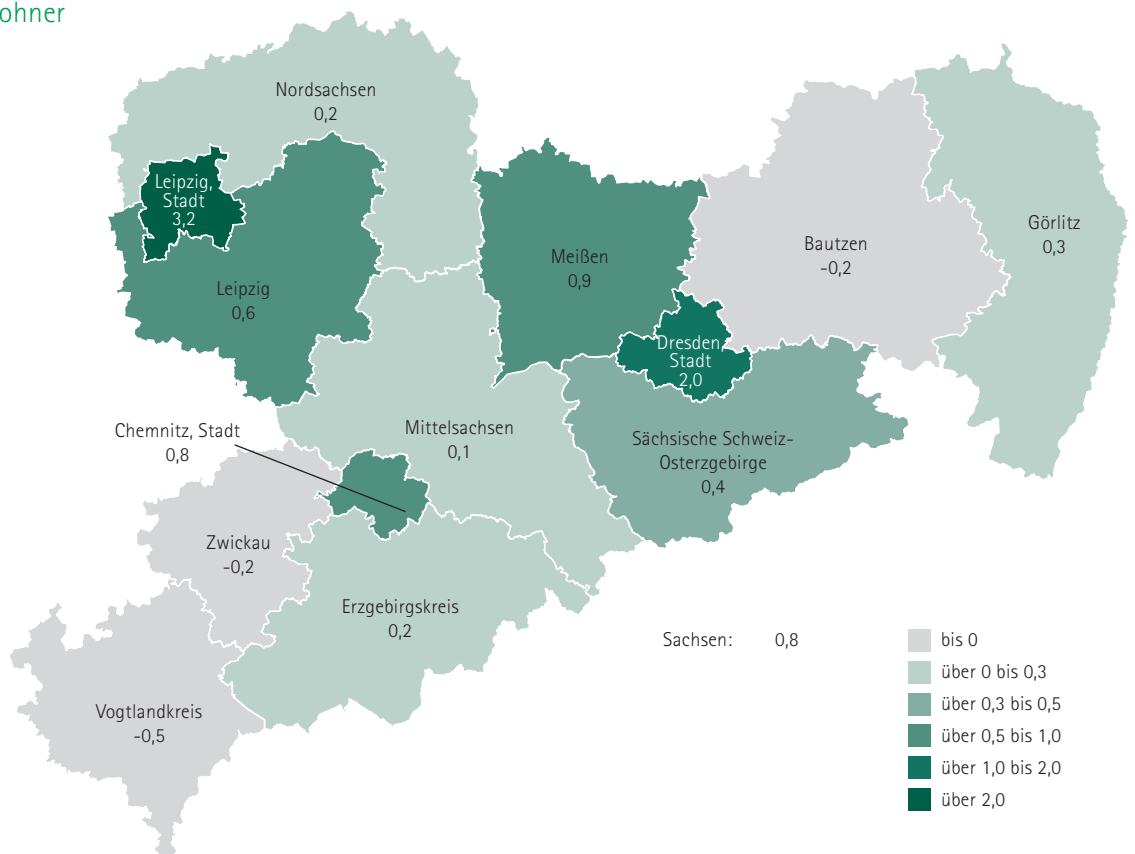 ohner
Nordsachsen
0,2
Leipzig,
Stadt
3,2
Görlitz
0,3
Bautzen
-0,2
Meißen
0,9
Leipzig
0,6
Dresden,
Stadt
2,0
Chemnitz, Stadt
0,8
Mittelsachsen
0,1
Sächsische Schweiz-
Osterzgebirge
0,4
Zwickau
-0,2
Erzgebirgskreis
0,2
Vogtlandkreis
-0,5
Sachsen: 0,8
bis 0
über 0 bis 0,3
über 0,3 bis 0,5
über 0,5 bis 1,0
über 1,0 bis 2,0
über 2,0